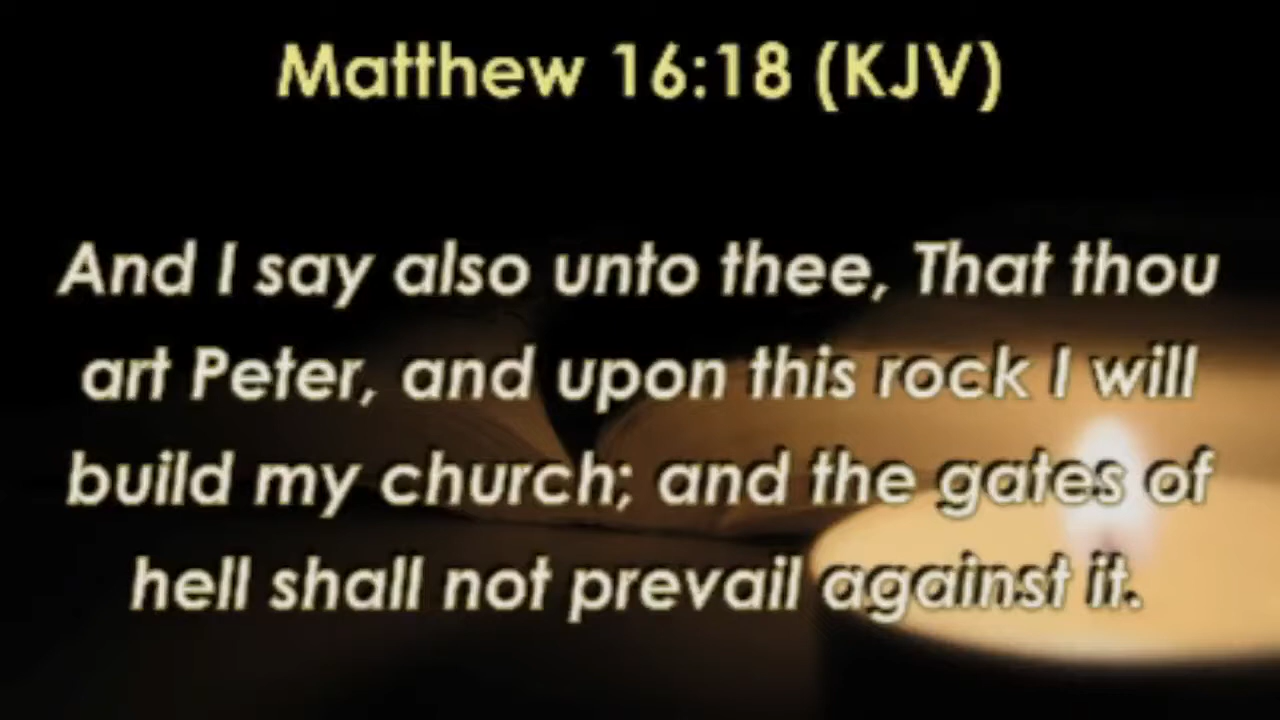 Matthew 16:18 (KJV)
And I say also unto thee, That thou
art Peter, and upon this rock I will
build my church; and the gates of
hell shall not prevail against it.